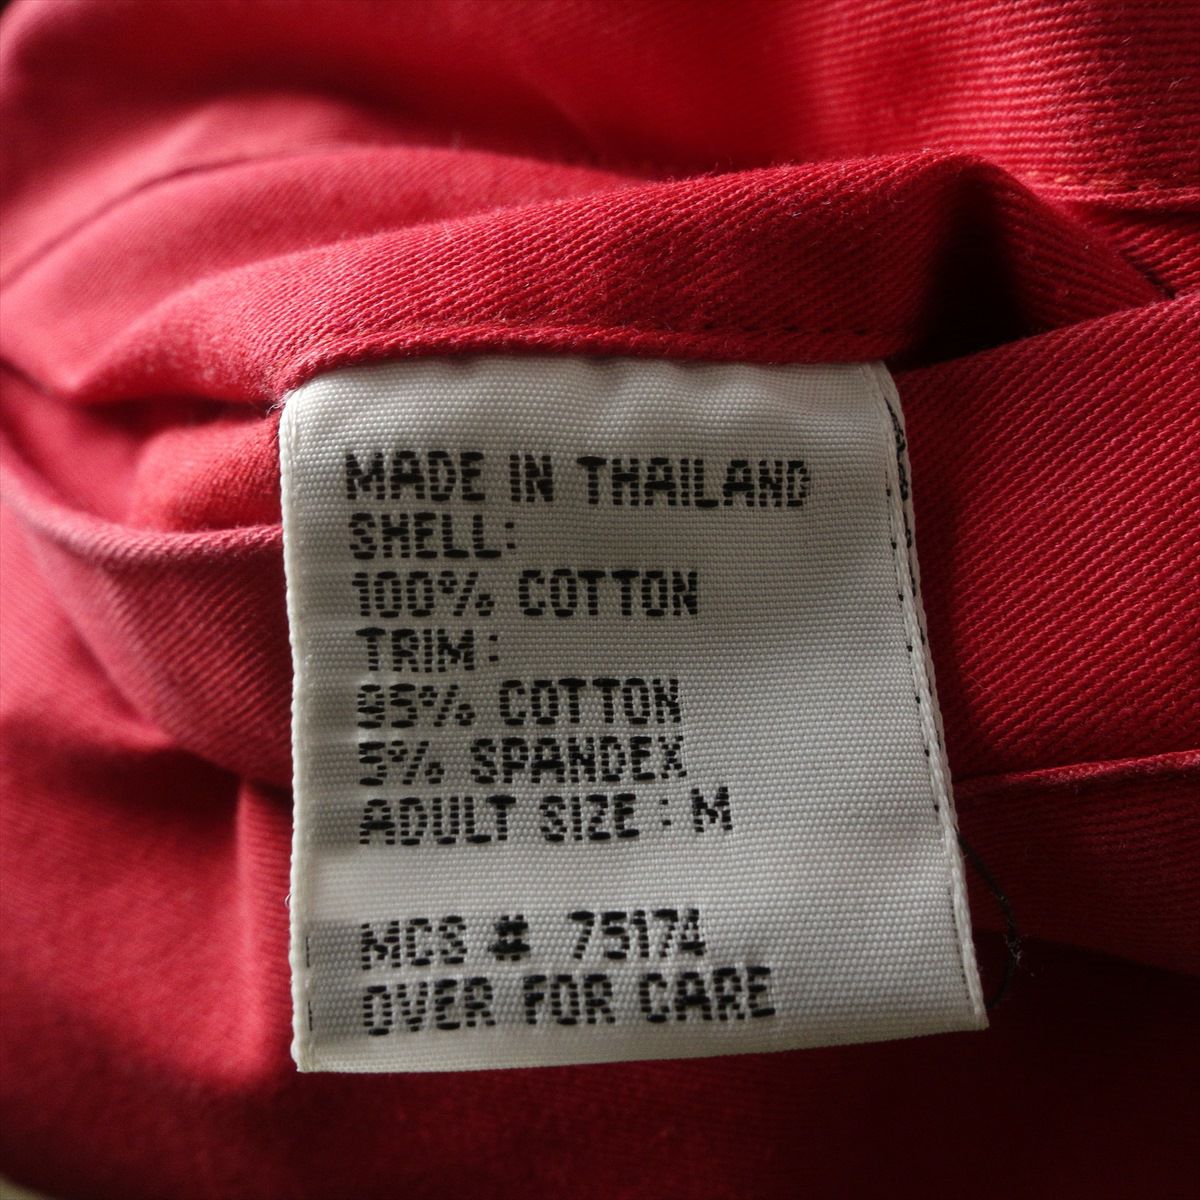 MADE IN THAILAND
SHELL:
100% COTTON
TRIM:
95% COTTON
5% SPANDEX
ADULT SIZE : M
MCS # 75174
OVER FOR CARE